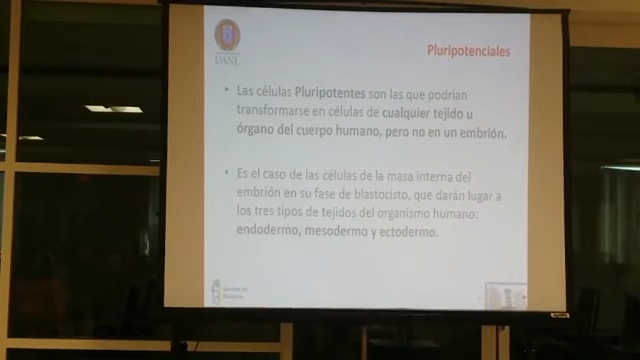 UANL
Pluripotenciales
• Las células Pluripotentes son las que podrían
transformarse en células de cualquier tejido u
órgano del cuerpo humano, pero no en un embrión.
• Es el caso de las células de la masa interna del
embrión en su fase de blastocisto, que darán lugar a
los tres tipos de tejidos del organismo humano:
endodermo, mesodermo y ectodermo.